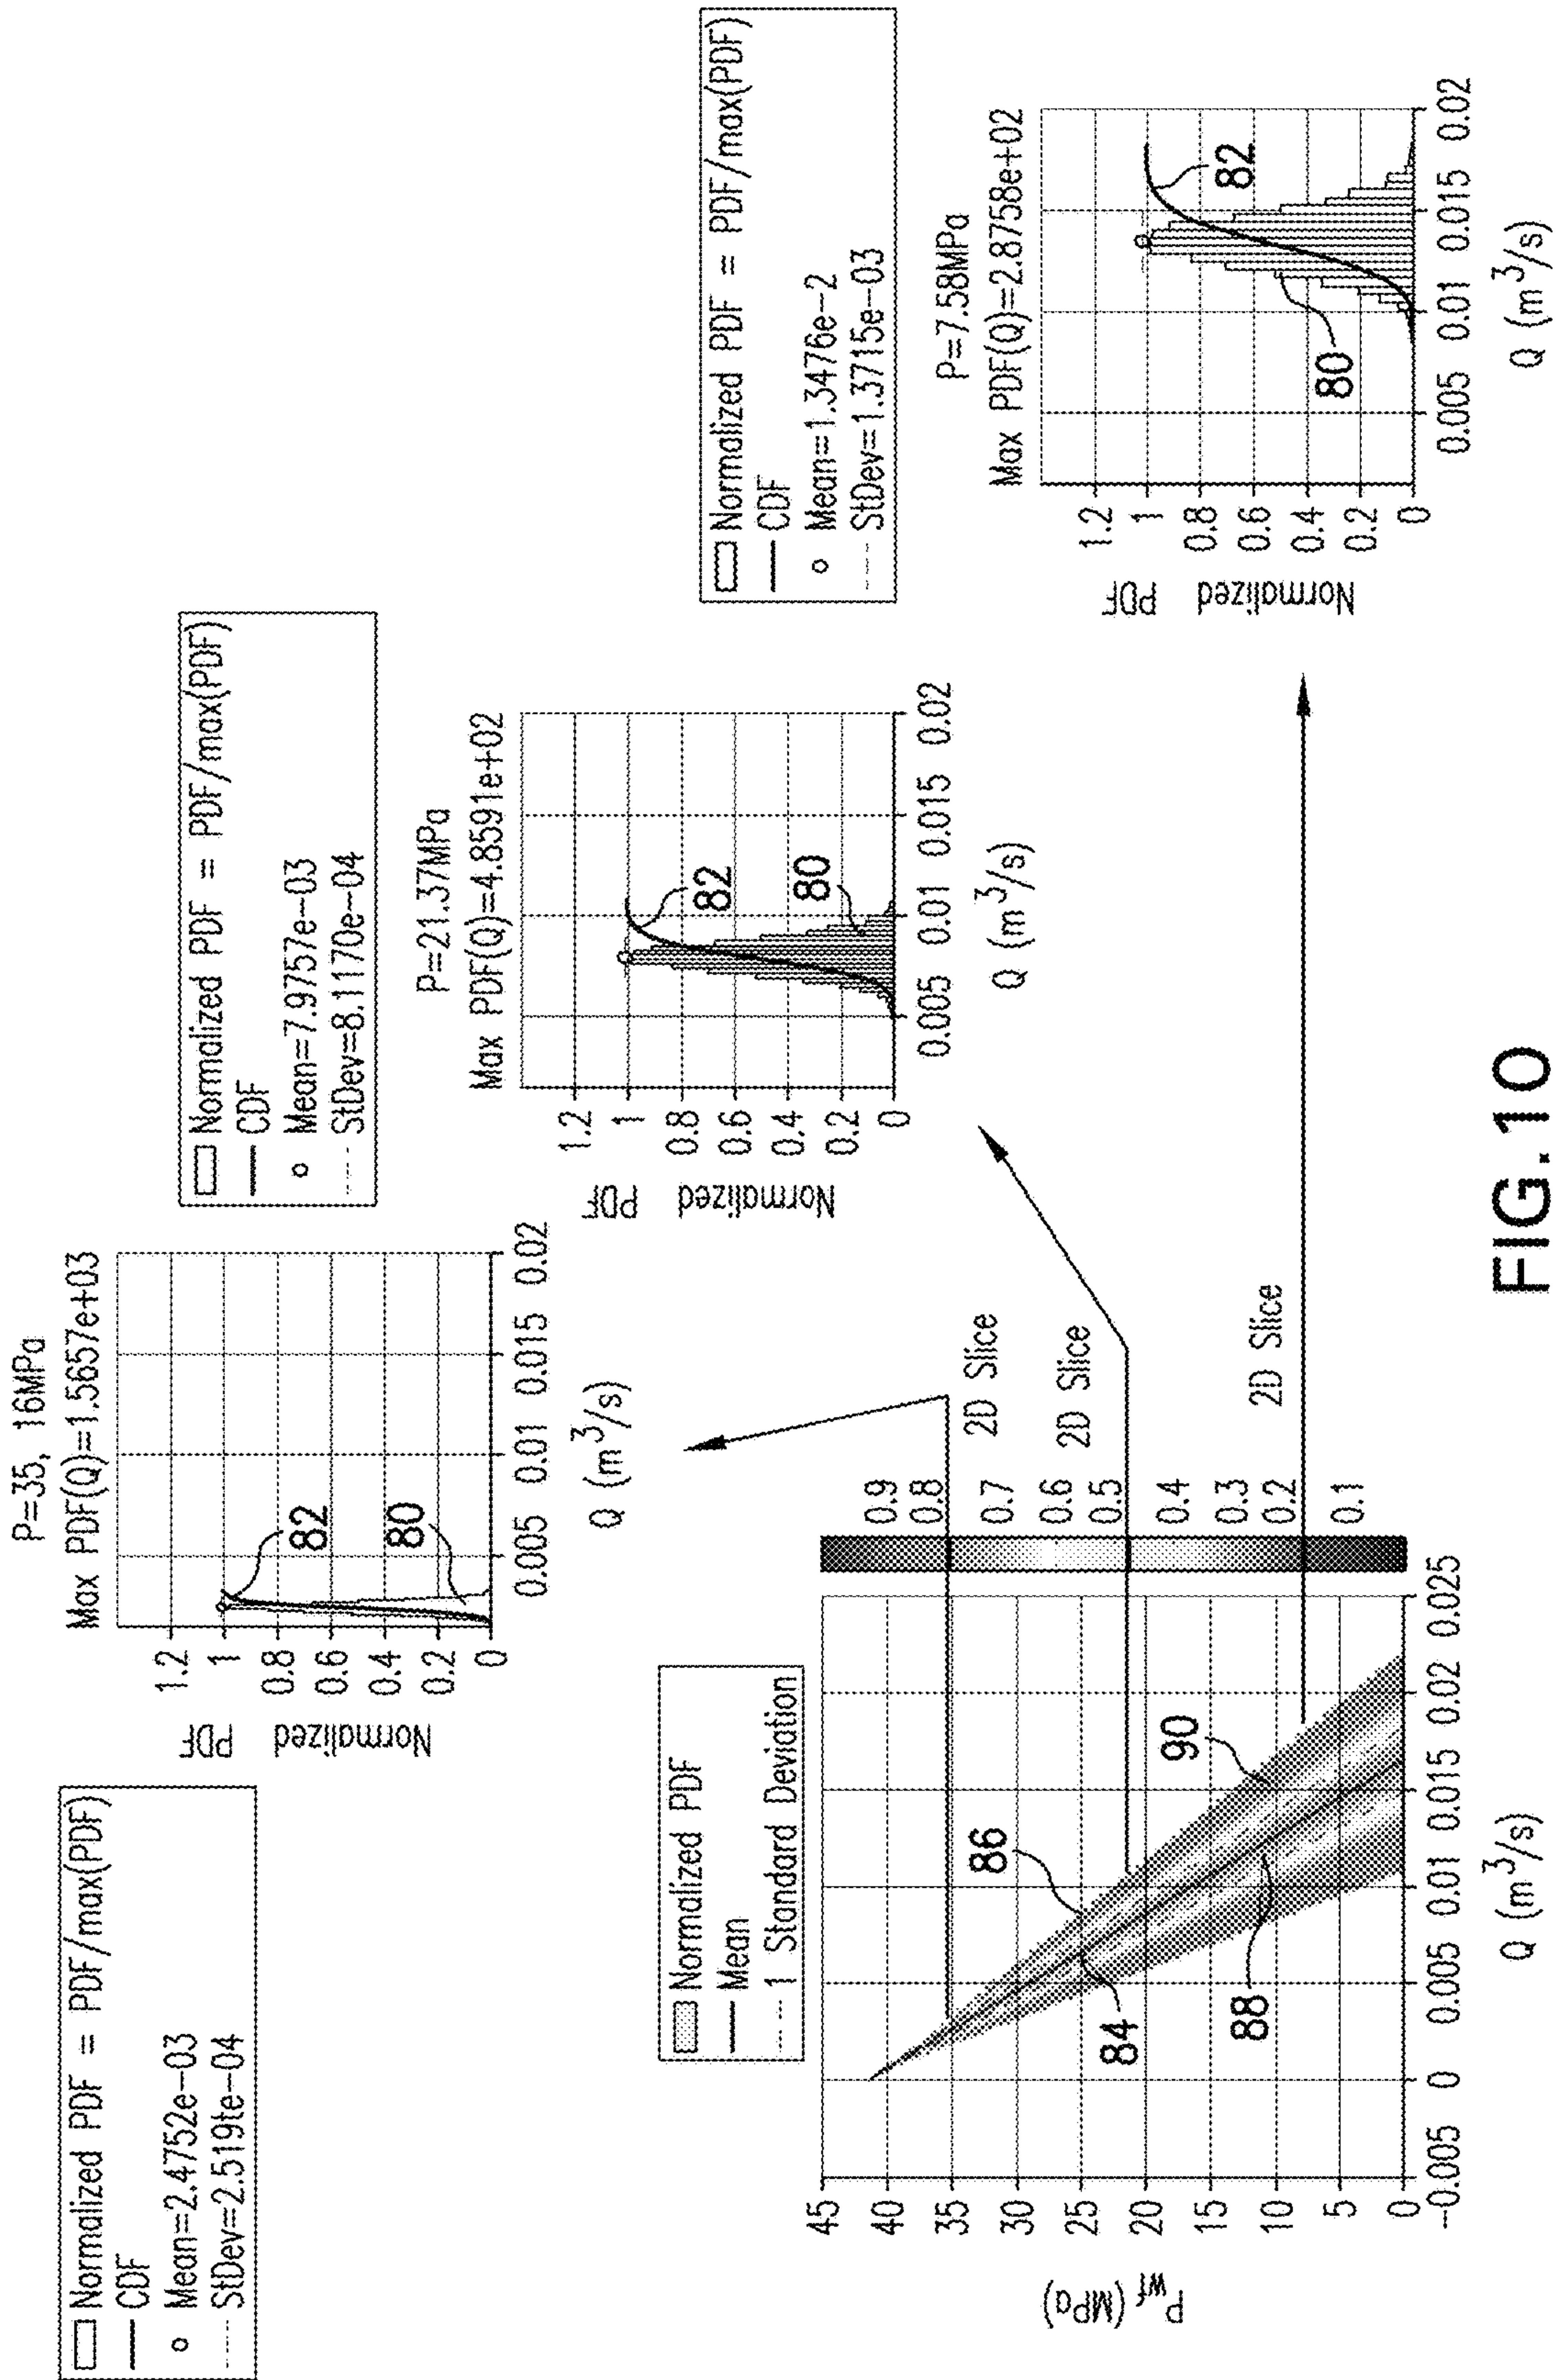 Normalized PDF = PDF/max(PDF)
CDF
Mean=2.4752e-03
StDev=2.519te-04
P=35, 16MPa
Max PDF(Q)=1.5657e+03
Normalized PDF
1.2
1
0.8
0.6
0.4
0.2
0
82
80
0.005 0.01 0.015 0.02
Q (m³/s)
Normalized PDF = PDF/max(PDF)
CDF
Mean=7.9757e-03
StDev=8.1170e-04
P=21.37MPa
Max PDF(Q)=4.8591e+02
Normalized PDF
1.2
1
0.8
0.6
0.4
0.2
0
82
80
0.005 0.01 0.015 0.02
Q (m³/s)
Normalized PDF = PDF/max(PDF)
CDF
Mean=1.3476e-2
StDev=1.3715e-03
P=7.58MPa
Max PDF(Q)=2.8758e+02
Normalized PDF
1.2
1
0.8
0.6
0.4
0.2
0
82
80
0.005 0.01 0.015 0.02
Q (m³/s)
Normalized PDF
Mean
1 Standard Deviation
P_wf (MPa)
45
40
35
30
25
20
15
10
5
0
84
86
88
90
-0.005 0 0.005 0.01 0.015 0.02 0.025
Q (m³/s)
0.9
0.8
0.7
0.6
0.5
0.4
0.3
0.2
0.1
2D Slice
2D Slice
2D Slice
FIG.10